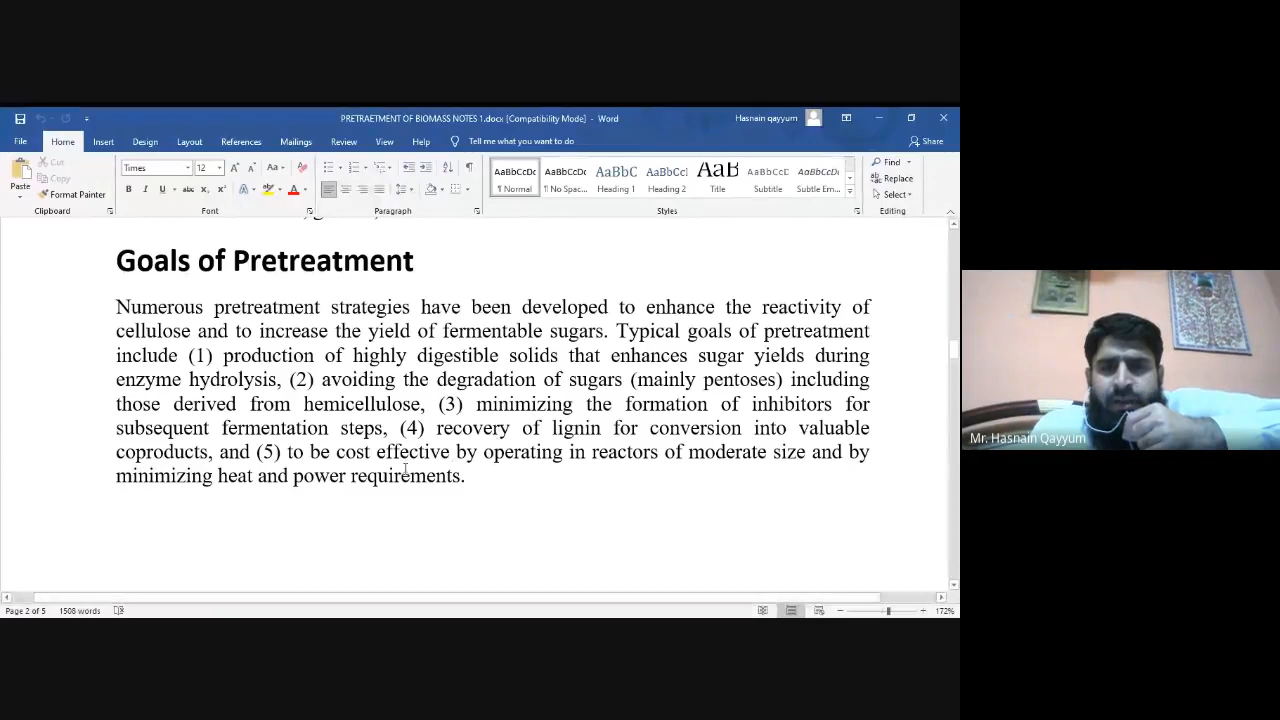 PRETRAETMENT OF BIOMASS NOTES 1.docx [Compatibility Mode] - Word
Hasnain qayyum
File Home Insert Design Layout References Mailings Review View Help Tell me what you want to do Share
Paste
Cut
Copy
Format Painter
Clipboard
Times 12
Font
Paragraph
AaBbCcDc AaBbCcDc AaBbC AaBbCcl AaB AaBbCcD AaBbCcDc
¶ Normal ¶ No Spac... Heading 1 Heading 2 Title Subtitle Subtle Em...
Styles
Find
Replace
Select
Editing
Goals of Pretreatment
Numerous pretreatment strategies have been developed to enhance the reactivity of
cellulose and to increase the yield of fermentable sugars. Typical goals of pretreatment
include (1) production of highly digestible solids that enhances sugar yields during
enzyme hydrolysis, (2) avoiding the degradation of sugars (mainly pentoses) including
those derived from hemicellulose, (3) minimizing the formation of inhibitors for
subsequent fermentation steps, (4) recovery of lignin for conversion into valuable
coproducts, and (5) to be cost effective by operating in reactors of moderate size and by
minimizing heat and power requirements.
Mr. Hasnain Qayyum
Page 2 of 5 1508 words
172%